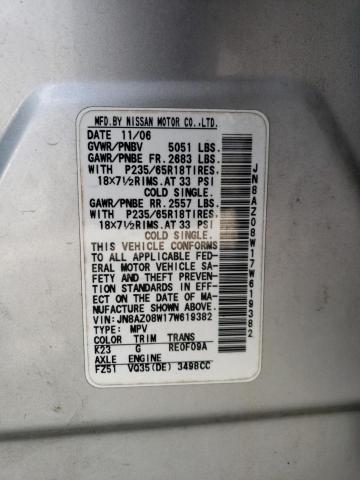 MFD.BY NISSAN MOTOR CO.,LTD.
DATE 11/06
GVWR/PNBV 5051 LBS.
GAWR/PNBE FR. 2683 LBS.
WITH P235/65R18TIRES
18X7½RIMS.AT 33 PSI
COLD SINGLE.
GAWR/PNBE RR. 2557 LBS.
WITH P235/65R18TIRES
18X7½RIMS.AT 33 PSI
COLD SINGLE.
THIS VEHICLE CONFORMS
TO ALL APPLICABLE FED-
ERAL MOTOR VEHICLE SA-
FETY AND THEFT PREVEN-
TION STANDARDS IN EFF-
ECT ON THE DATE OF MA-
NUFACTURE SHOWN ABOVE.
VIN:JN8AZ08W17W619382
TYPE: MPV
COLOR TRIM TRANS
K23 G RE0F09A
AXLE ENGINE
FZ51 VQ35(DE) 3498CC
JN8AZ08W17W619382